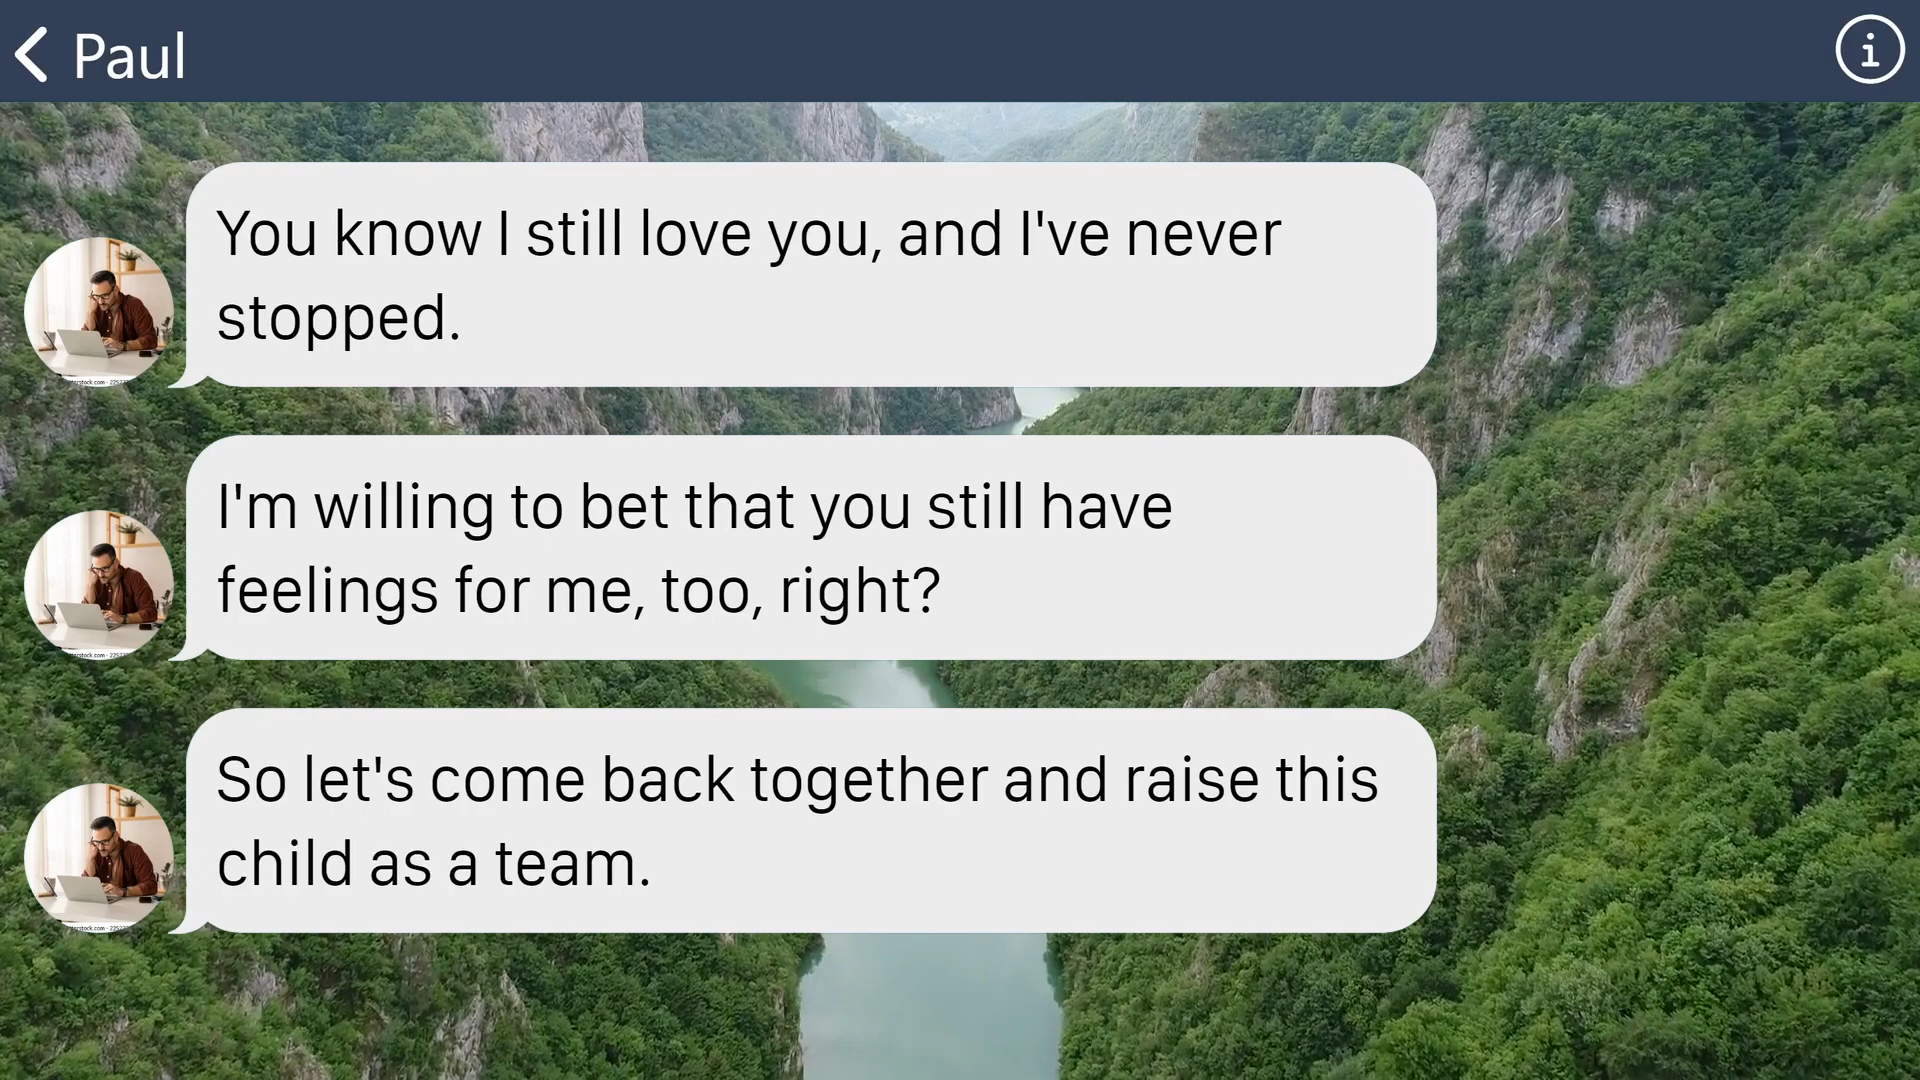 Paul
You know I still love you, and I've never
stopped.
I'm willing to bet that you still have
feelings for me, too, right?
So let's come back together and raise this
child as a team.